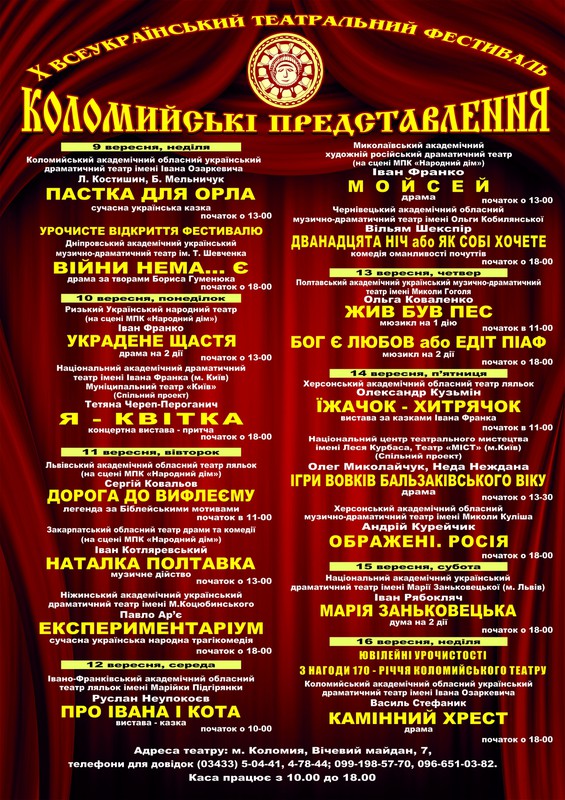 Х ВСЕУКРАЇНСЬКИЙ ТЕАТРАЛЬНИЙ ФЕСТИВАЛЬ
КОЛОМИЙСЬКІ ПРЕДСТАВЛЕННЯ
9 вересня, неділя
Коломийський академічний обласний український
драматичний театр імені Івана Озаркевича
Л. Костишин, Б. Мельничук
ПАСТКА ДЛЯ ОРЛА
сучасна українська казка
початок о 13-00
УРОЧИСТЕ ВІДКРИТТЯ ФЕСТИВАЛЮ
Дніпровський академічний український
музично-драматичний театр ім. Т. Шевченка
ВІЙНИ НЕМА... Є
драма за творами Бориса Гуменюка
початок о 18-00
10 вересня, понеділок
Ризький Український народний театр
(на сцені МПК «Народний дім»)
Іван Франко
УКРАДЕНЕ ЩАСТЯ
драма на 2 дії
початок о 13-00
Національний академічний драматичний
театр імені Івана Франка (м. Київ)
Муніципальний театр «Київ»
(Спільний проект)
Тетяна Череп-Пероганич
Я - КВІТКА
концертна вистава - притча
початок о 18-00
11 вересня, вівторок
Львівський академічний обласний театр ляльок
(на сцені МПК «Народний дім»)
Сергій Ковальов
ДОРОГА ДО ВИФЛЕЄМУ
легенда за Біблейськими мотивами
початок в 11-00
Закарпатський обласний театр драми та комедії
(на сцені МПК «Народний дім»)
Іван Котляревський
НАТАЛКА ПОЛТАВКА
музичне дійство
початок о 13-00
Ніжинський академічний український
драматичний театр імені М.Коцюбинського
Павло Ар'є
ЕКСПЕРИМЕНТАРІУМ
сучасна українська народна трагікомедія
початок о 18-00
12 вересня, середа
Івано-Франківський академічний обласний
театр ляльок імені Марійки Підгірянки
Руслан Неупокоєв
ПРО ІВАНА І КОТА
вистава - казка
початок о 10-00
Миколаївський академічний
художній російський драматичний театр
(на сцені МПК «Народний дім»)
Іван Франко
МОЙСЕЙ
драма
початок о 13-00
Чернівецький академічний обласний
музично-драматичний театр імені Ольги Кобилянської
Вільям Шекспір
ДВАНАДЦЯТА НІЧ або ЯК СОБІ ХОЧЕТЕ
комедія оманливості почуттів
початок о 18-00
13 вересня, четвер
Полтавський академічний український музично-драматичний
театр імені Миколи Гоголя
Ольга Коваленко
ЖИВ БУВ ПЕС
мюзикл на 1 дію
початок в 11-00
БОГ Є ЛЮБОВ або ЕДІТ ПІАФ
мюзикл на 2 дії
початок о 18-00
14 вересня, п'ятниця
Херсонський академічний обласний театр ляльок
Олександр Кузьмін
ЇЖАЧОК - ХИТРЯЧОК
вистава за казками Івана Франка
початок в 11-00
Національний центр театрального мистецтва
імені Леся Курбаса, Театр «МІСТ» (м.Київ)
(Спільний проект)
Олег Миколайчук, Неда Неждана
ІГРИ ВОВКІВ БАЛЬЗАКІВСЬКОГО ВІКУ
драма
початок о 13-30
Херсонський академічний обласний
музично-драматичний театр імені Миколи Куліша
Андрій Курейчик
ОБРАЖЕНІ. РОСІЯ
початок о 18-00
15 вересня, субота
Національний академічний український
драматичний театр імені Марії Заньковецької (м. Львів)
Іван Рябокляч
МАРІЯ ЗАНЬКОВЕЦЬКА
дума на 2 дії
початок о 18-00
16 вересня, неділя
ЮВІЛЕЙНІ УРОЧИСТОСТІ
З НАГОДИ 170 - РІЧЧЯ КОЛОМИЙСЬКОГО ТЕАТРУ
Коломийський академічний обласний український
драматичний театр імені Івана Озаркевича
Василь Стефаник
КАМІННИЙ ХРЕСТ
драма
початок о 18-00
Адреса театру: м. Коломия, Вічевий майдан, 7,
телефони для довідок (03433) 5-04-41, 4-78-44; 099-198-57-70, 096-651-03-82.
Каса працює з 10.00 до 18.00